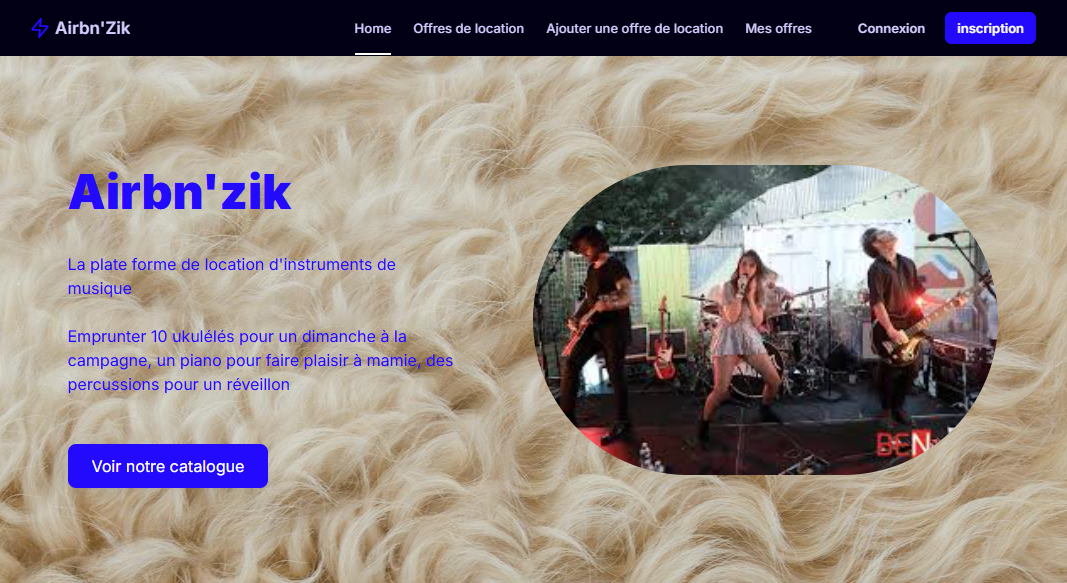 Airbn'Zik
Home
Offres de location
Ajouter une offre de location
Mes offres
Connexion
inscription
Airbn'zik
La plate forme de location d'instruments de
musique
Emprunter 10 ukulélés pour un dimanche à la
campagne, un piano pour faire plaisir à mamie, des
percussions pour un réveillon
Voir notre catalogue
BEN